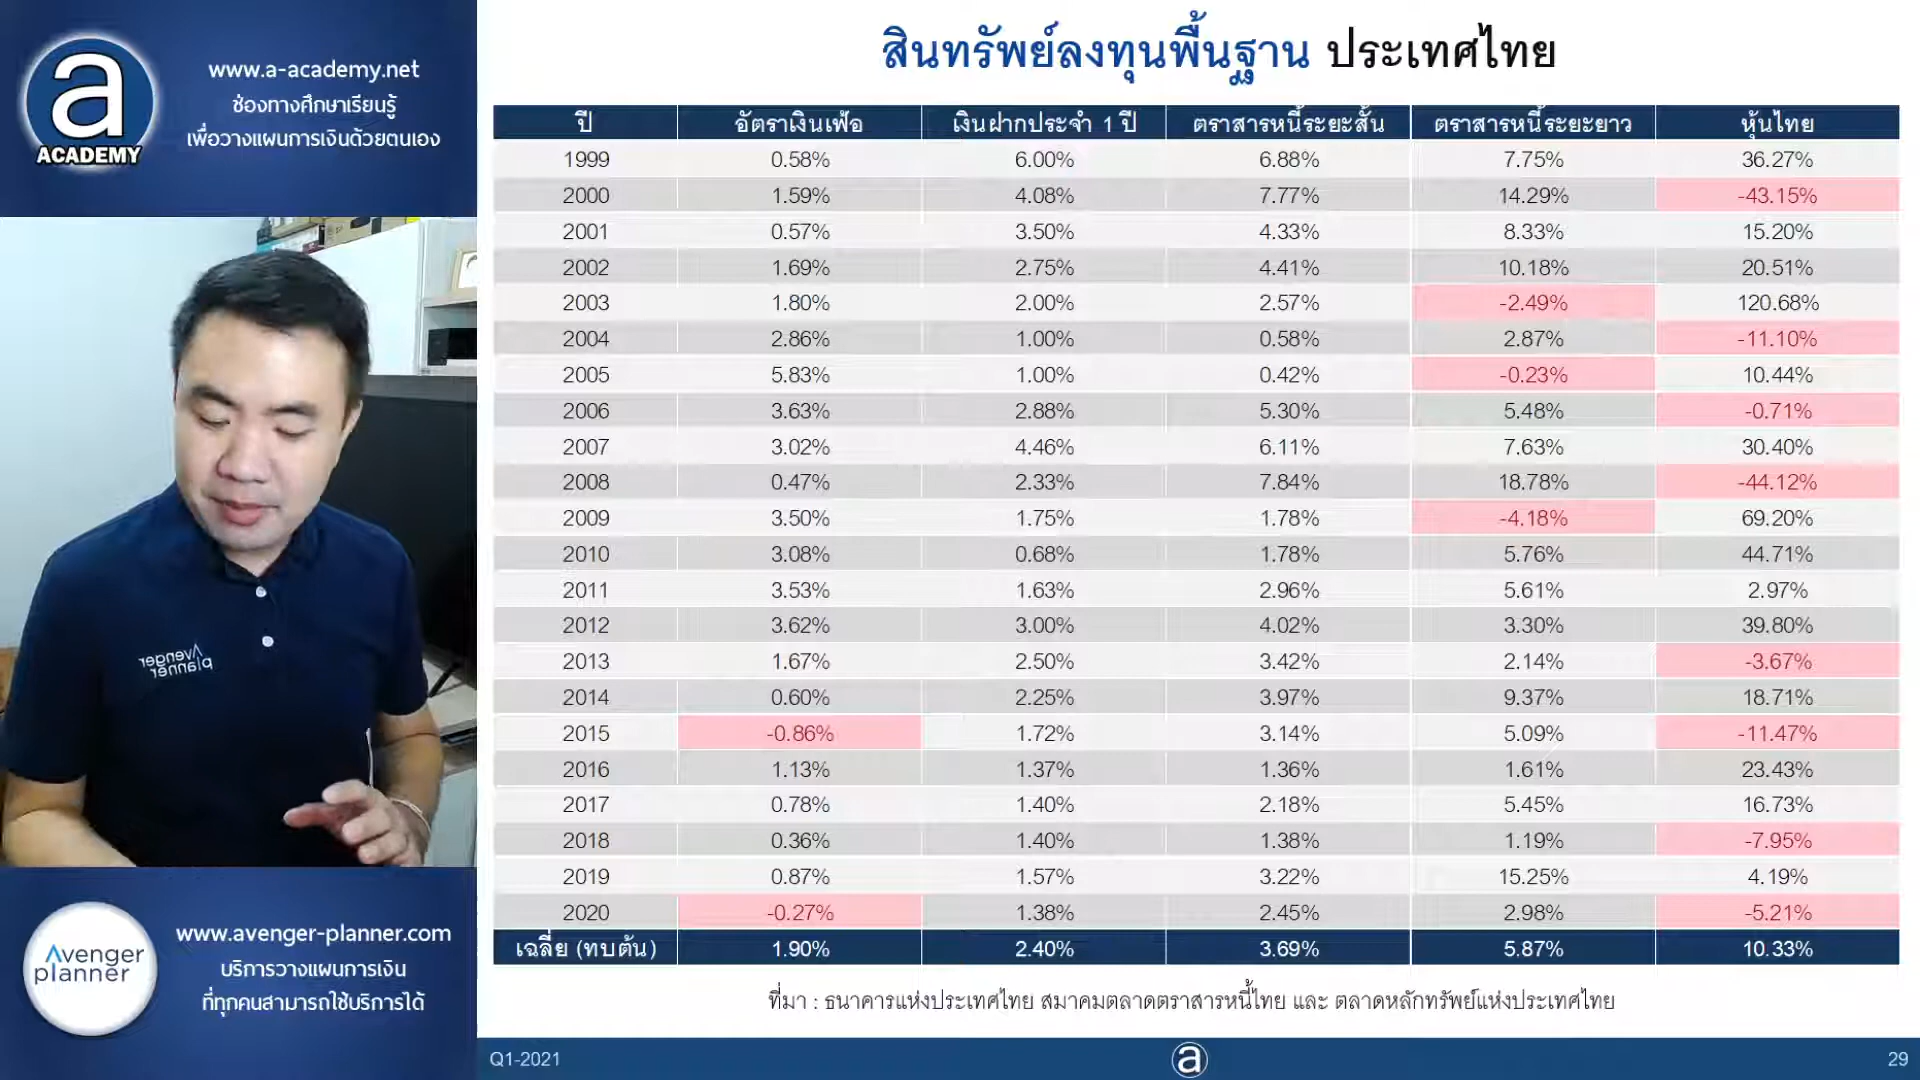 a
ACADEMY
www.a-academy.net
ช่องทางศึกษาเรียนรู้
เพื่อวางแผนการเงินด้วยตนเอง
Avenger
planner
Avenger
planner
www.avenger-planner.com
บริการวางแผนการเงิน
ที่ทุกคนสามารถใช้บริการได้
สินทรัพย์ลงทุนพื้นฐาน ประเทศไทย
ปี อัตราเงินเฟ้อ เงินฝากประจำ 1 ปี ตราสารหนี้ระยะสั้น ตราสารหนี้ระยะยาว หุ้นไทย
1999 0.58% 6.00% 6.88% 7.75% 36.27%
2000 1.59% 4.08% 7.77% 14.29% -43.15%
2001 0.57% 3.50% 4.33% 8.33% 15.20%
2002 1.69% 2.75% 4.41% 10.18% 20.51%
2003 1.80% 2.00% 2.57% -2.49% 120.68%
2004 2.86% 1.00% 0.58% 2.87% -11.10%
2005 5.83% 1.00% 0.42% -0.23% 10.44%
2006 3.63% 2.88% 5.30% 5.48% -0.71%
2007 3.02% 4.46% 6.11% 7.63% 30.40%
2008 0.47% 2.33% 7.84% 18.78% -44.12%
2009 3.50% 1.75% 1.78% -4.18% 69.20%
2010 3.08% 0.68% 1.78% 5.76% 44.71%
2011 3.53% 1.63% 2.96% 5.61% 2.97%
2012 3.62% 3.00% 4.02% 3.30% 39.80%
2013 1.67% 2.50% 3.42% 2.14% -3.67%
2014 0.60% 2.25% 3.97% 9.37% 18.71%
2015 -0.86% 1.72% 3.14% 5.09% -11.47%
2016 1.13% 1.37% 1.36% 1.61% 23.43%
2017 0.78% 1.40% 2.18% 5.45% 16.73%
2018 0.36% 1.40% 1.38% 1.19% -7.95%
2019 0.87% 1.57% 3.22% 15.25% 4.19%
2020 -0.27% 1.38% 2.45% 2.98% -5.21%
เฉลี่ย (ทบต้น) 1.90% 2.40% 3.69% 5.87% 10.33%
ที่มา : ธนาคารแห่งประเทศไทย สมาคมตลาดตราสารหนี้ไทย และ ตลาดหลักทรัพย์แห่งประเทศไทย
Q1-2021 a 29